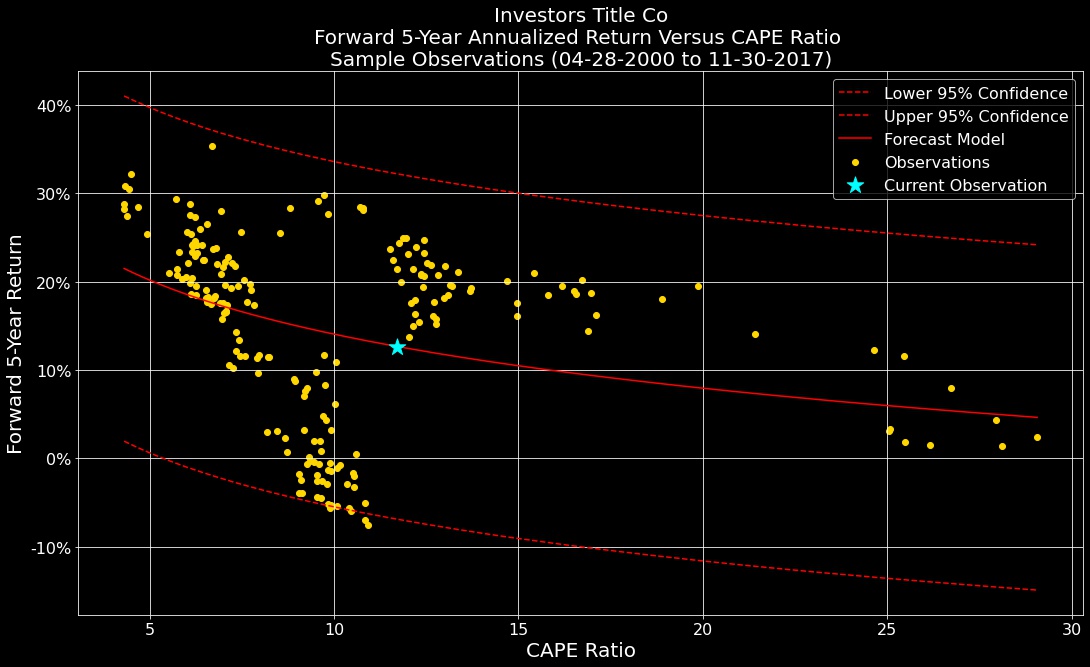 Investors Title Co
Forward 5-Year Annualized Return Versus CAPE Ratio
Sample Observations (04-28-2000 to 11-30-2017)
Lower 95% Confidence
Upper 95% Confidence
Forecast Model
Observations
Current Observation
Forward 5-Year Return
40%
30%
20%
10%
0%
-10%
5
10
15
20
25
30
CAPE Ratio